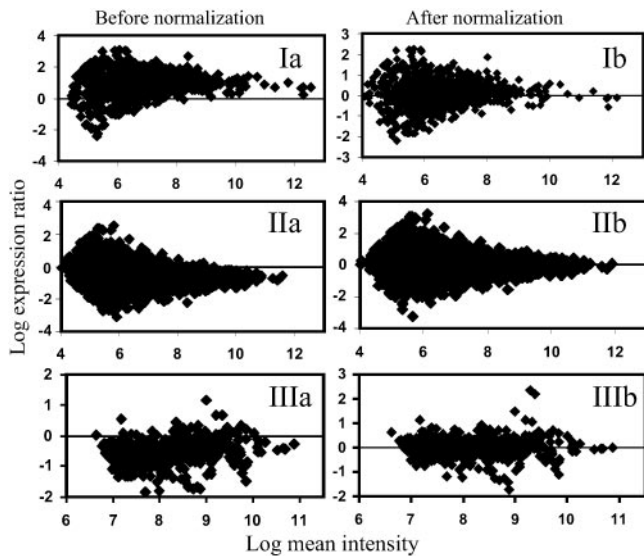 Before normalization
After normalization
Log expression ratio
Ia
4
2
0
-2
-4
4 6 8 10 12
Ib
3
2
1
0
-1
-2
-3
4 6 8 10 12
IIa
4
2
0
-2
-4
4 6 8 10 12
IIb
4
2
0
-2
-4
4 6 8 10 12
IIIa
2
1
0
-1
-2
6 7 8 9 10 11
IIIb
3
2
1
0
-1
-2
6 7 8 9 10 11
Log mean intensity